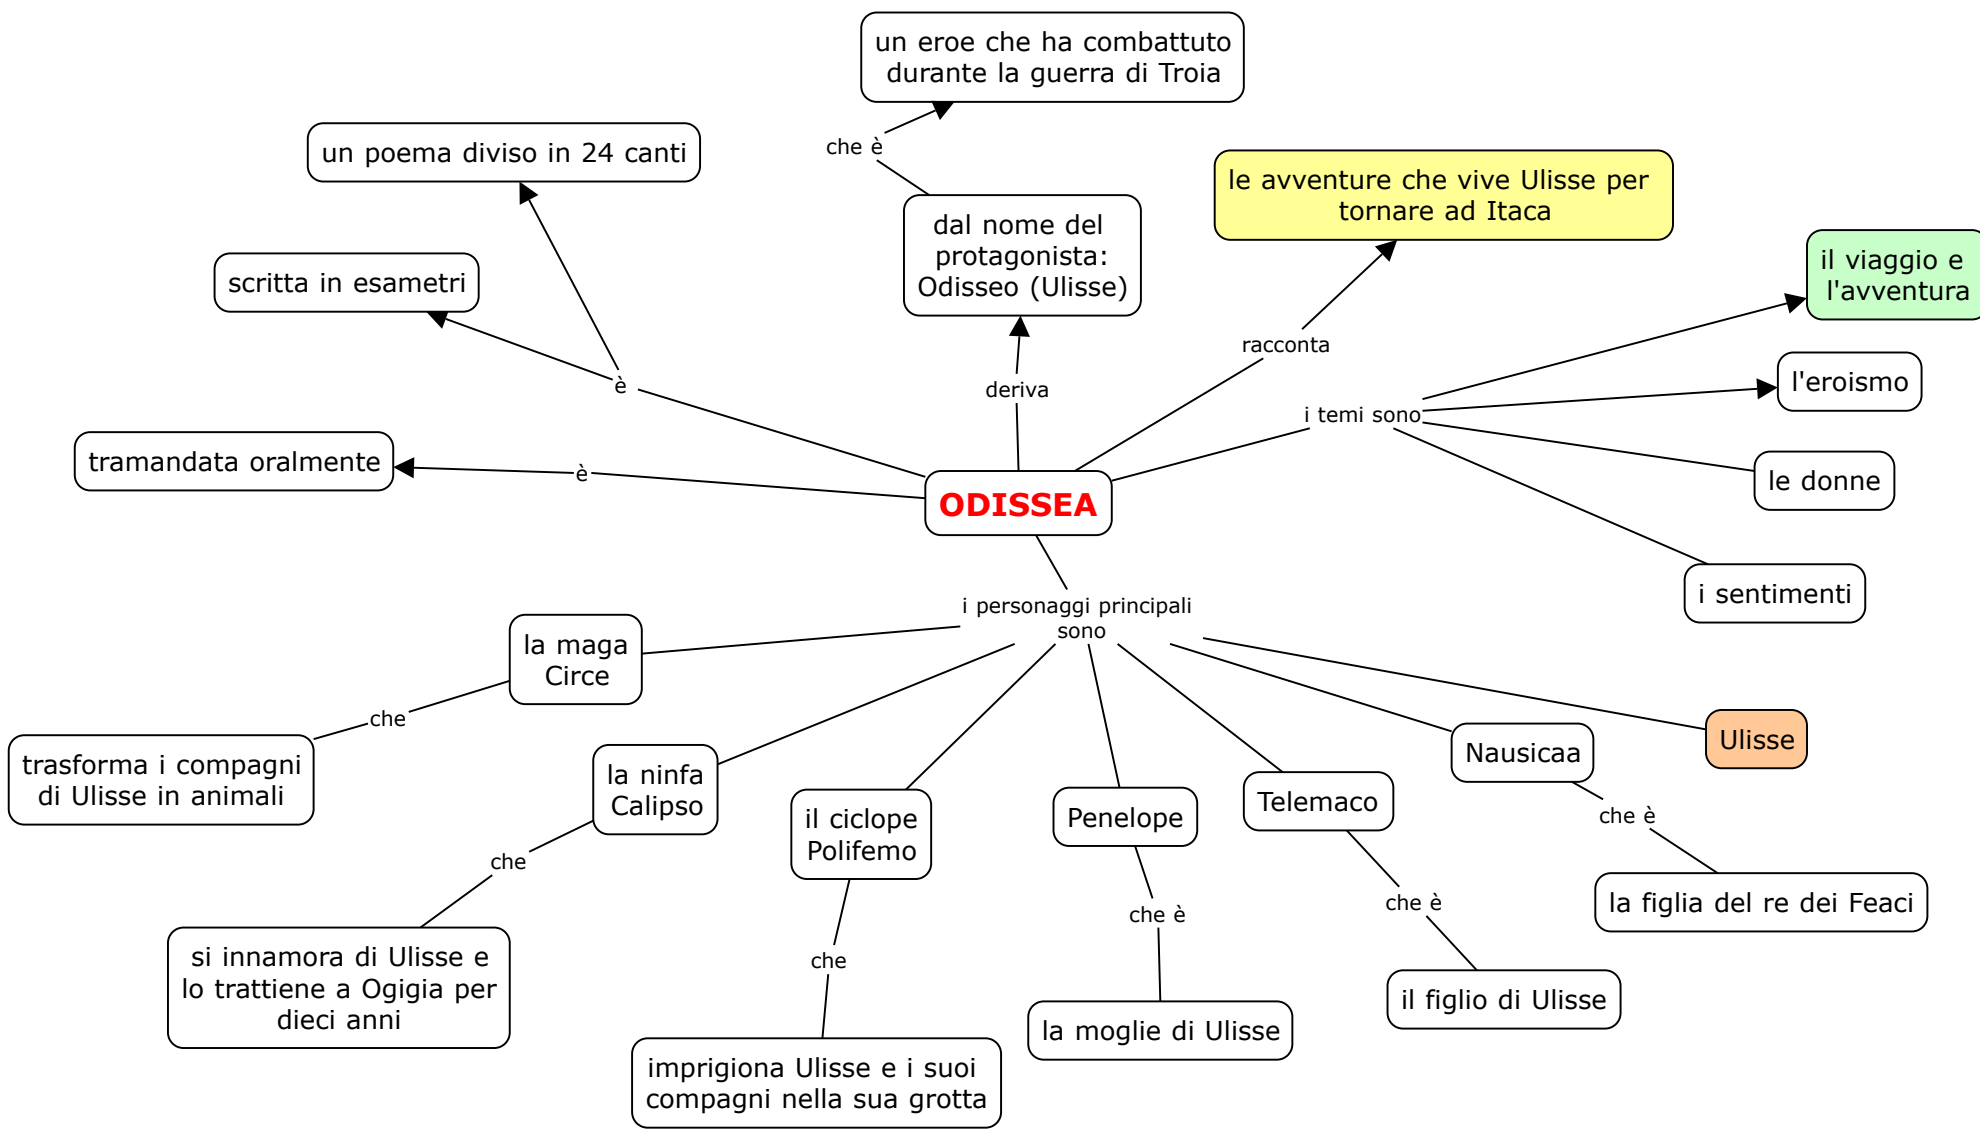 un eroe che ha combattuto
durante la guerra di Troia
che è
un poema diviso in 24 canti
le avventure che vive Ulisse per
tornare ad Itaca
dal nome del
protagonista:
Odisseo (Ulisse)
scritta in esametri
il viaggio e
l'avventura
racconta
è
deriva
l'eroismo
i temi sono
tramandata oralmente
è
le donne
ODISSEA
i sentimenti
i personaggi principali
sono
la maga
Circe
che
trasforma i compagni
di Ulisse in animali
la ninfa
Calipso
che
si innamora di Ulisse e
lo trattiene a Ogigia per
dieci anni
il ciclope
Polifemo
che
imprigiona Ulisse e i suoi
compagni nella sua grotta
Penelope
che è
la moglie di Ulisse
Telemaco
che è
il figlio di Ulisse
Nausicaa
che è
la figlia del re dei Feaci
Ulisse